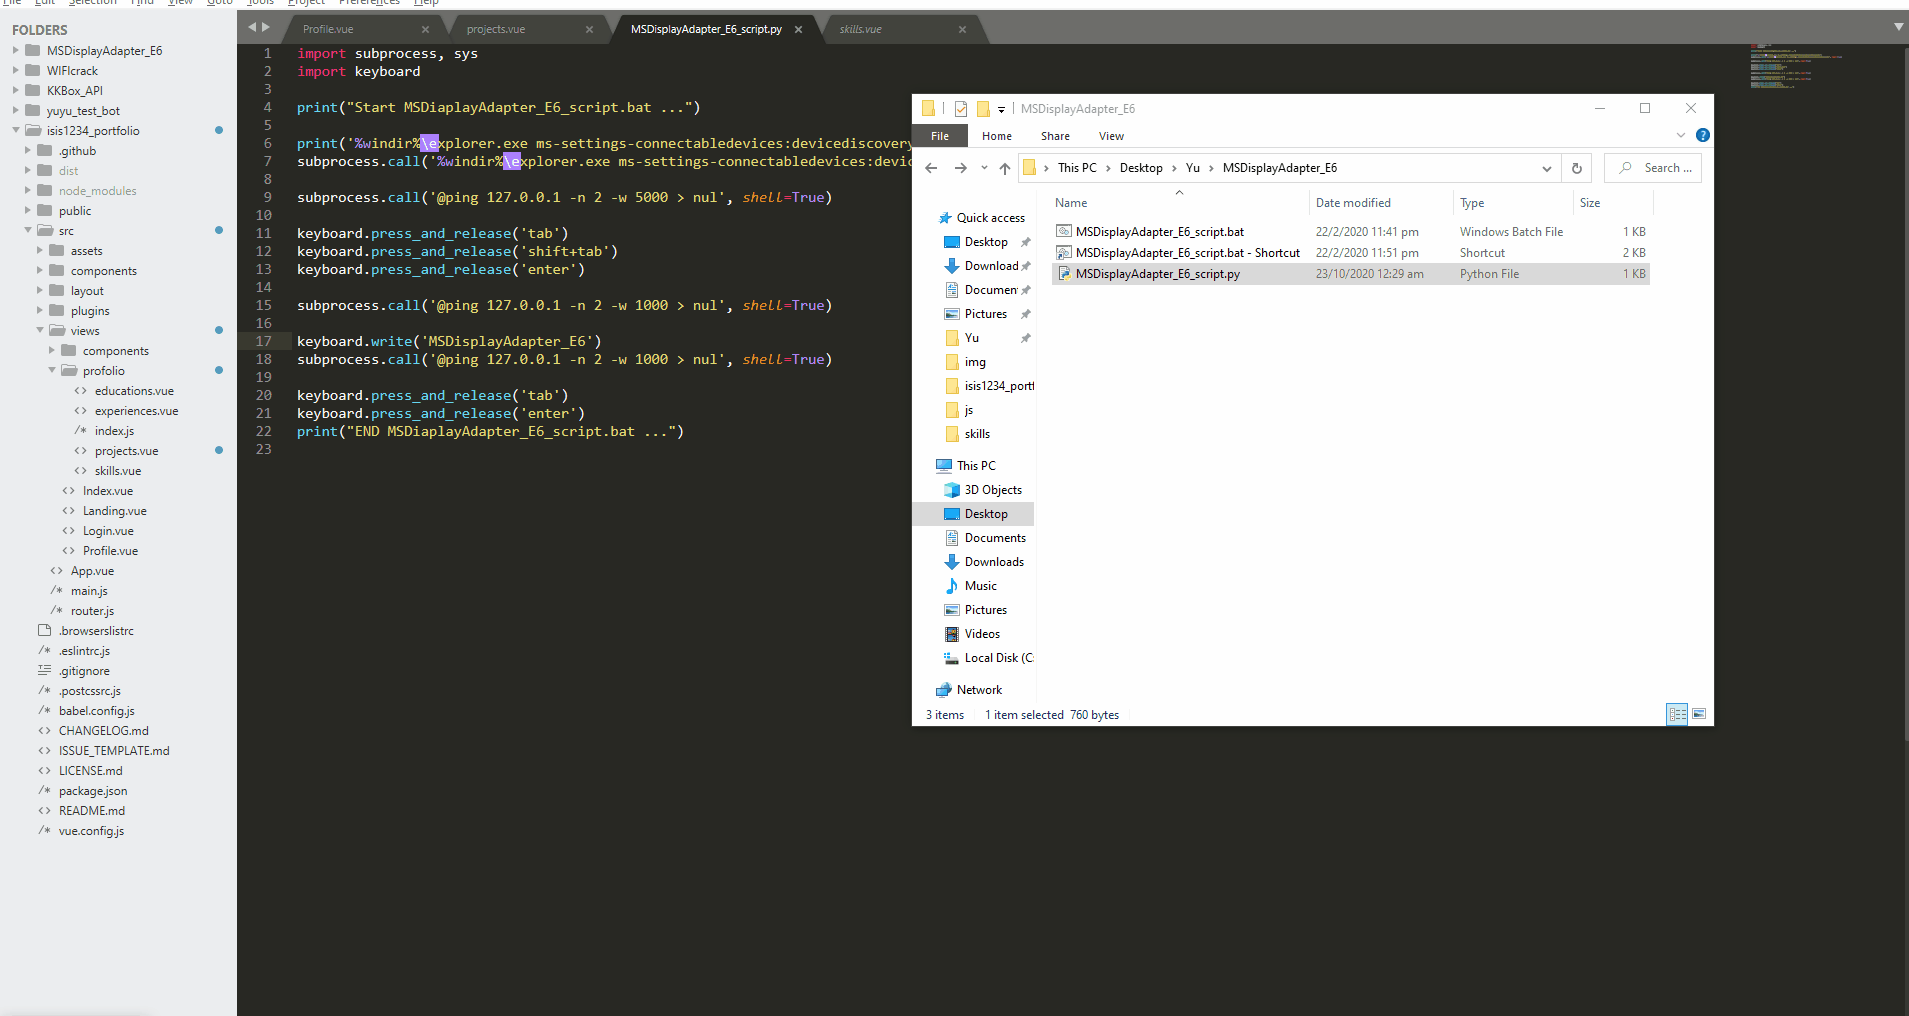 File Edit Selection Find View Goto Tools Project Preferences Help
FOLDERS
MSDisplayAdapter_E6
WIFIcrack
KKBox_API
yuyu_test_bot
isis1234_portfolio
.github
dist
node_modules
public
src
assets
components
layout
plugins
views
components
profolio
<> educations.vue
<> experiences.vue
/* index.js
<> projects.vue
<> skills.vue
<> Index.vue
<> Landing.vue
<> Login.vue
<> Profile.vue
<> App.vue
/* main.js
/* router.js
.browserslistrc
/* .eslintrc.js
.gitignore
/* .postcssrc.js
/* babel.config.js
<> CHANGELOG.md
<> ISSUE_TEMPLATE.md
<> LICENSE.md
/* package.json
<> README.md
/* vue.config.js
Profile.vue × projects.vue × MSDisplayAdapter_E6_script.py × skills.vue ×
1 import subprocess, sys
2 import keyboard
3
4 print("Start MSDiaplayAdapter_E6_script.bat ...")
5
6 print('%windir%\explorer.exe ms-settings-connectabledevices:devicediscovery
7 subprocess.call('%windir%\explorer.exe ms-settings-connectabledevices:devic
8
9 subprocess.call('@ping 127.0.0.1 -n 2 -w 5000 > nul', shell=True)
10
11 keyboard.press_and_release('tab')
12 keyboard.press_and_release('shift+tab')
13 keyboard.press_and_release('enter')
14
15 subprocess.call('@ping 127.0.0.1 -n 2 -w 1000 > nul', shell=True)
16
17 keyboard.write('MSDisplayAdapter_E6')
18 subprocess.call('@ping 127.0.0.1 -n 2 -w 1000 > nul', shell=True)
19
20 keyboard.press_and_release('tab')
21 keyboard.press_and_release('enter')
22 print("END MSDiaplayAdapter_E6_script.bat ...")
23
MSDisplayAdapter_E6
File Home Share View
This PC > Desktop > Yu > MSDisplayAdapter_E6
Search ...
Name Date modified Type Size
MSDisplayAdapter_E6_script.bat 22/2/2020 11:41 pm Windows Batch File 1 KB
MSDisplayAdapter_E6_script.bat - Shortcut 22/2/2020 11:51 pm Shortcut 2 KB
MSDisplayAdapter_E6_script.py 23/10/2020 12:29 am Python File 1 KB
Quick access
Desktop
Download
Documen
Pictures
Yu
img
isis1234_portf
js
skills
This PC
3D Objects
Desktop
Documents
Downloads
Music
Pictures
Videos
Local Disk (C:
Network
3 items 1 item selected 760 bytes